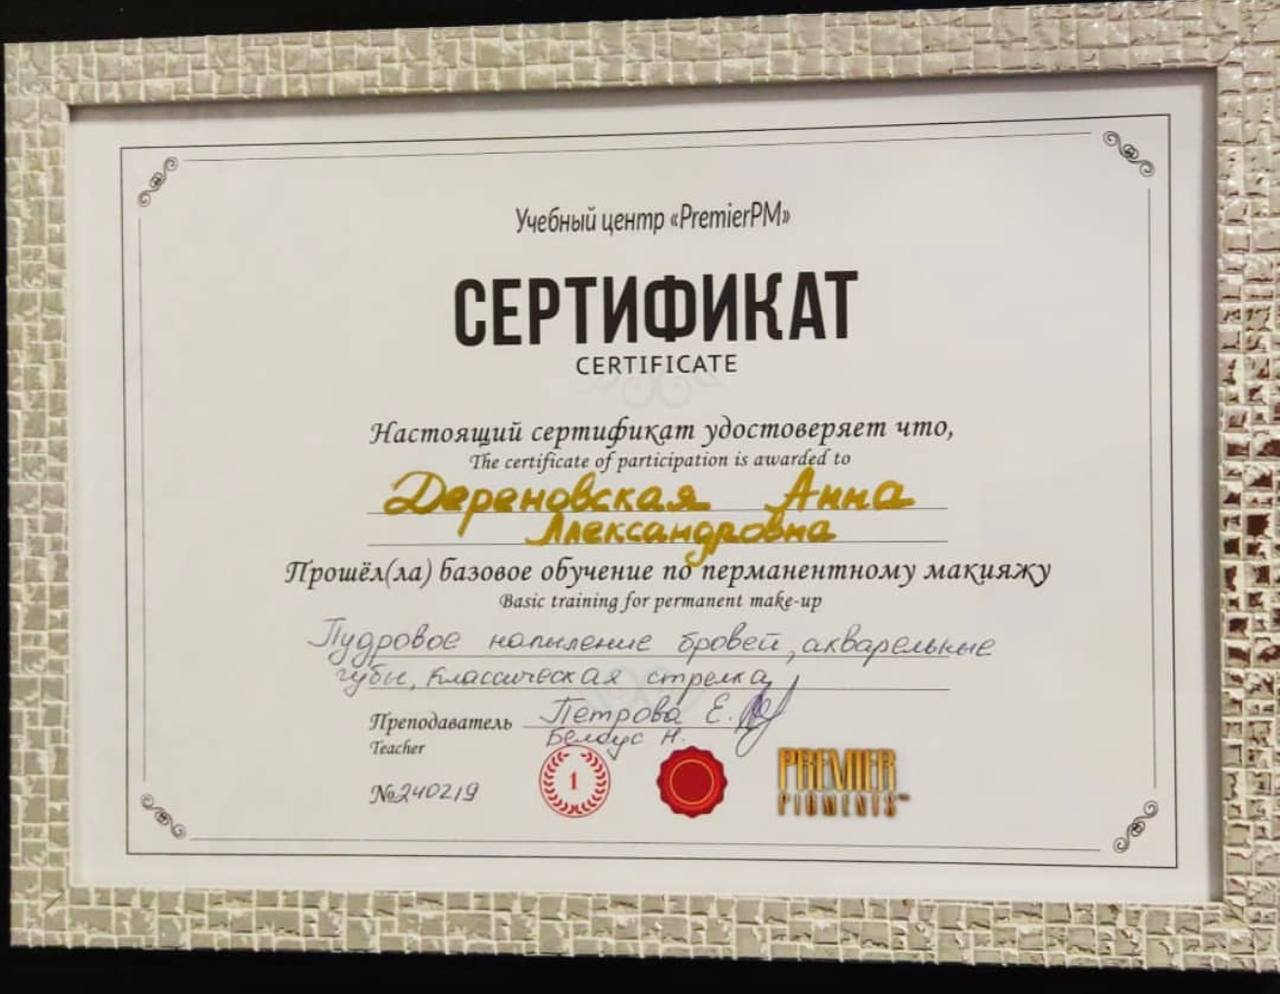 Учебный центр «PremierPM»
СЕРТИФИКАТ
CERTIFICATE
Настоящий сертификат удостоверяет что,
The certificate of participation is awarded to
Дереновская Анна
Александровна
Прошёл(ла) базовое обучение по перманентному макияжу
Basic training for permanent make-up
Пудровое напыление бровей, акварельные
губы, классическая стрелка
Преподаватель Петрова Е.
Teacher Белоус Н.
№240219
1
PREMIER
PIGMENTS™